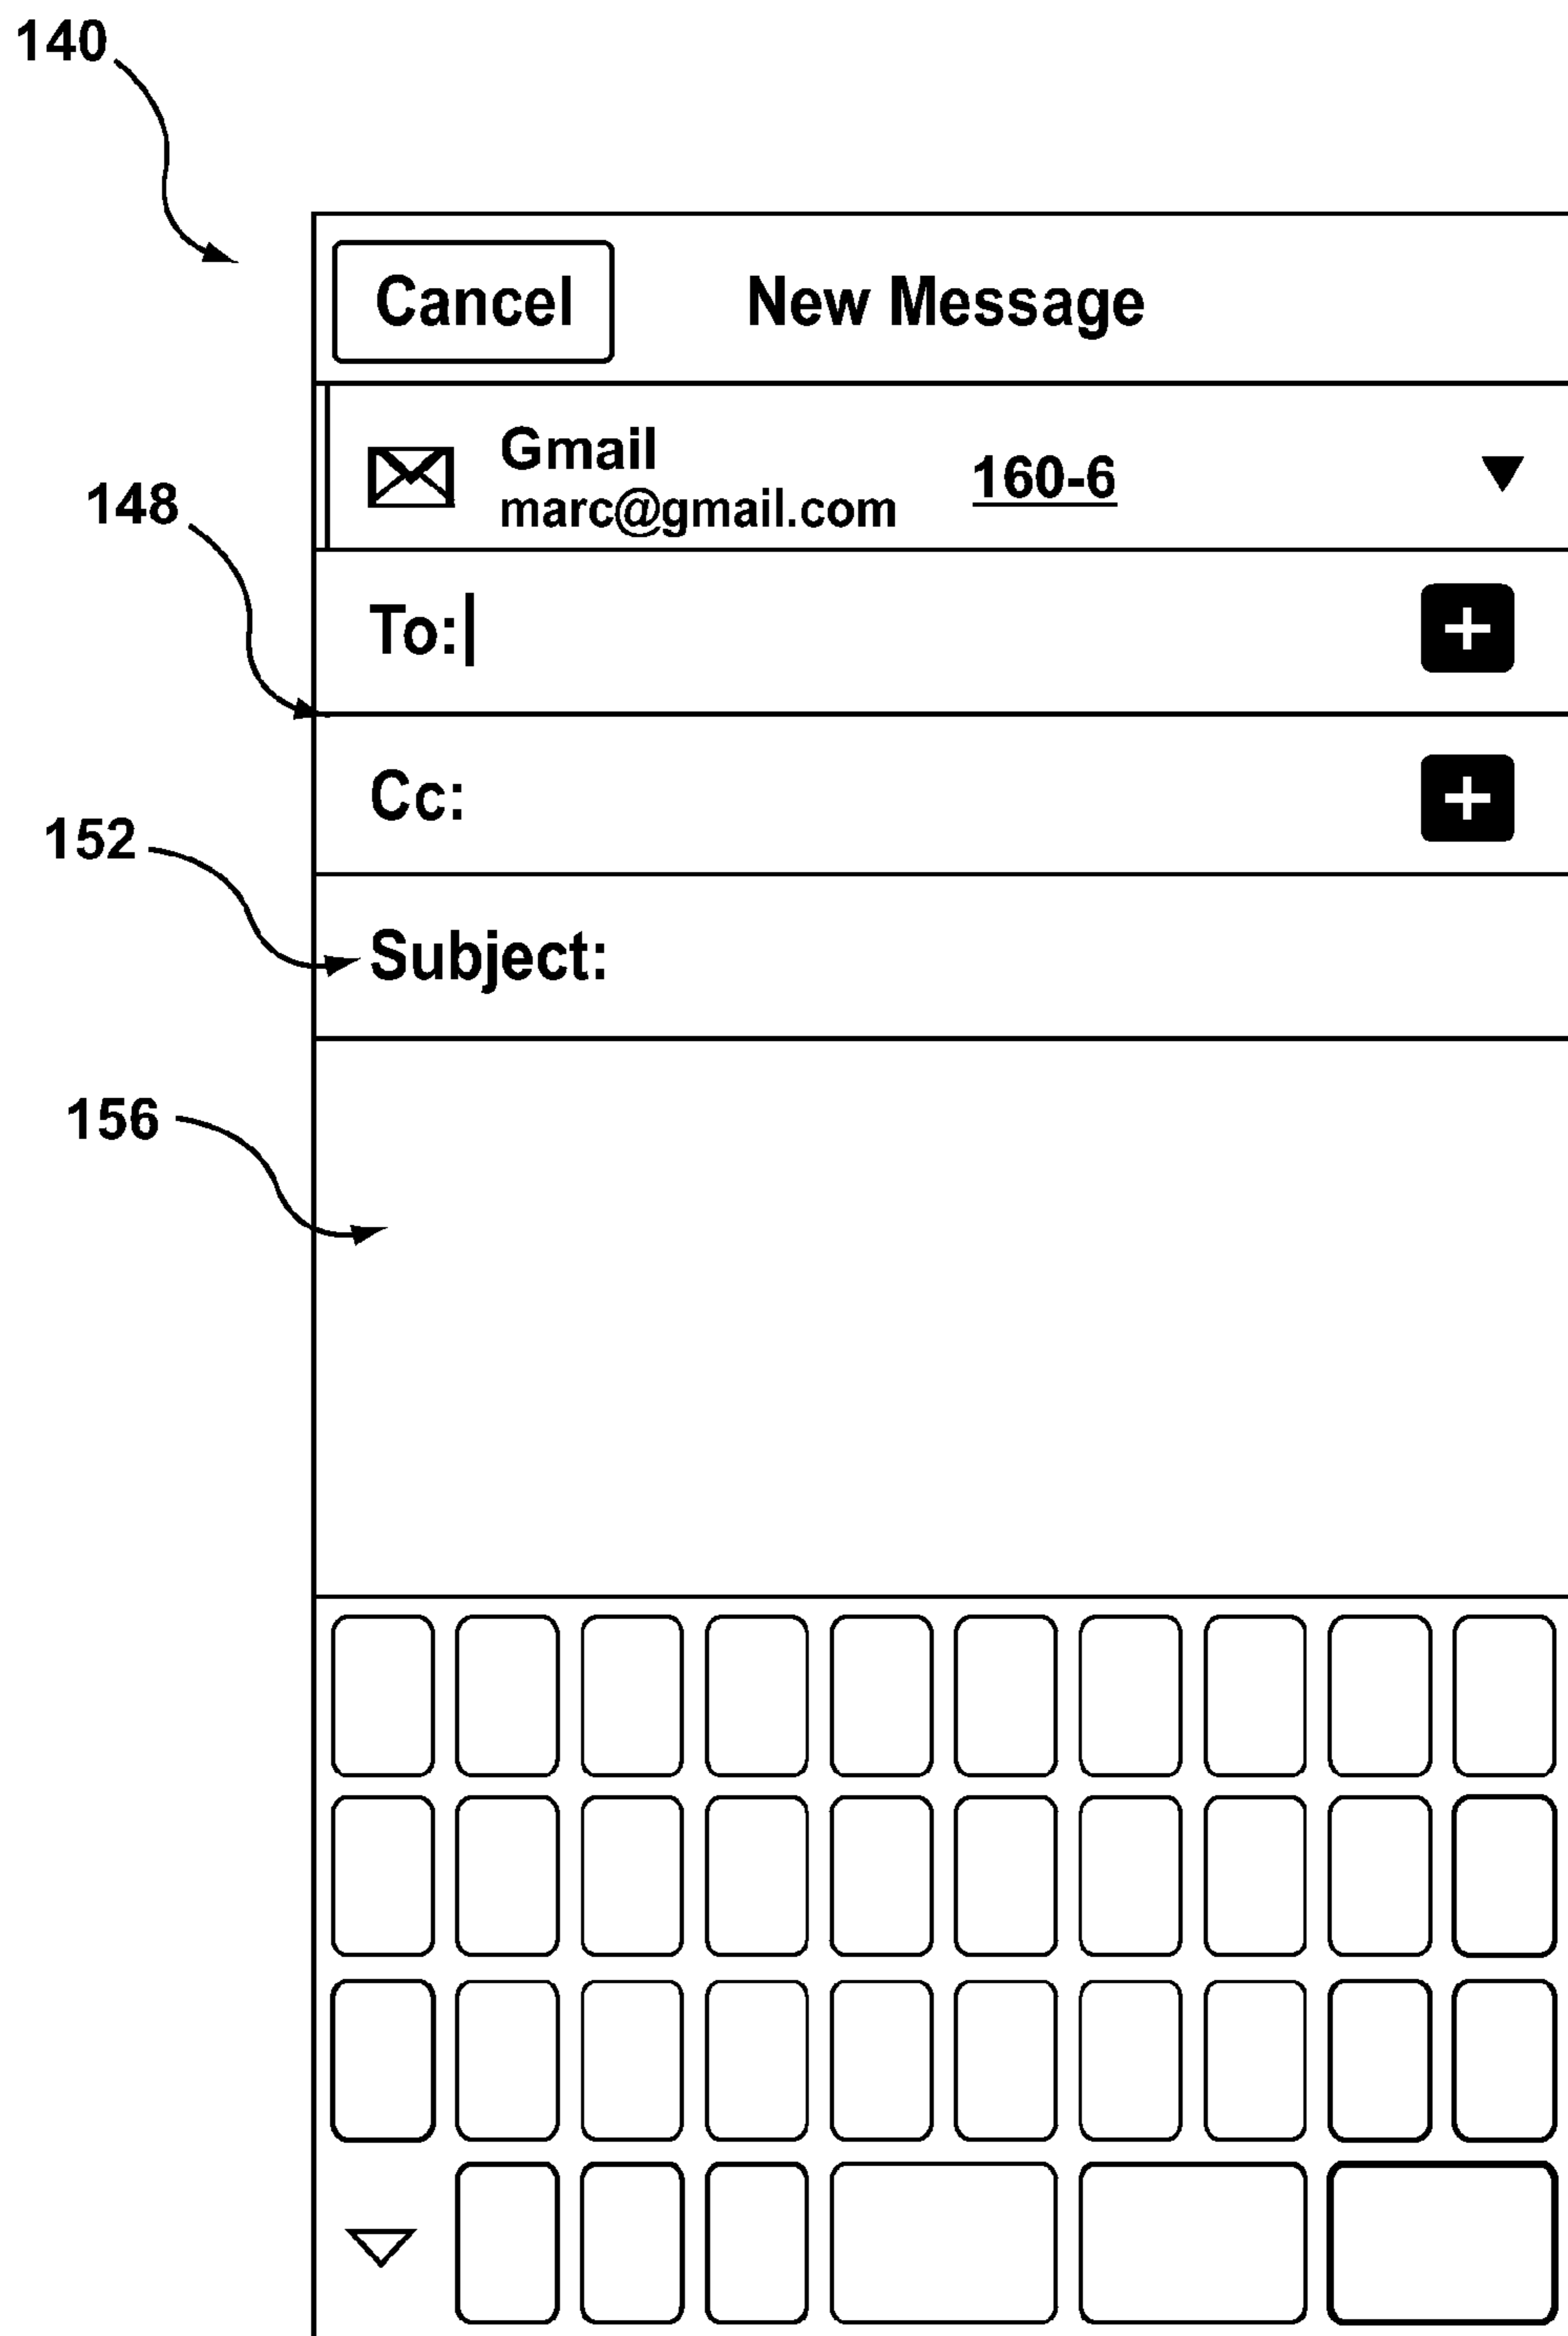 140
Cancel New Message
Gmail
marc@gmail.com
160-6
148
To:
Cc:
152
Subject:
156